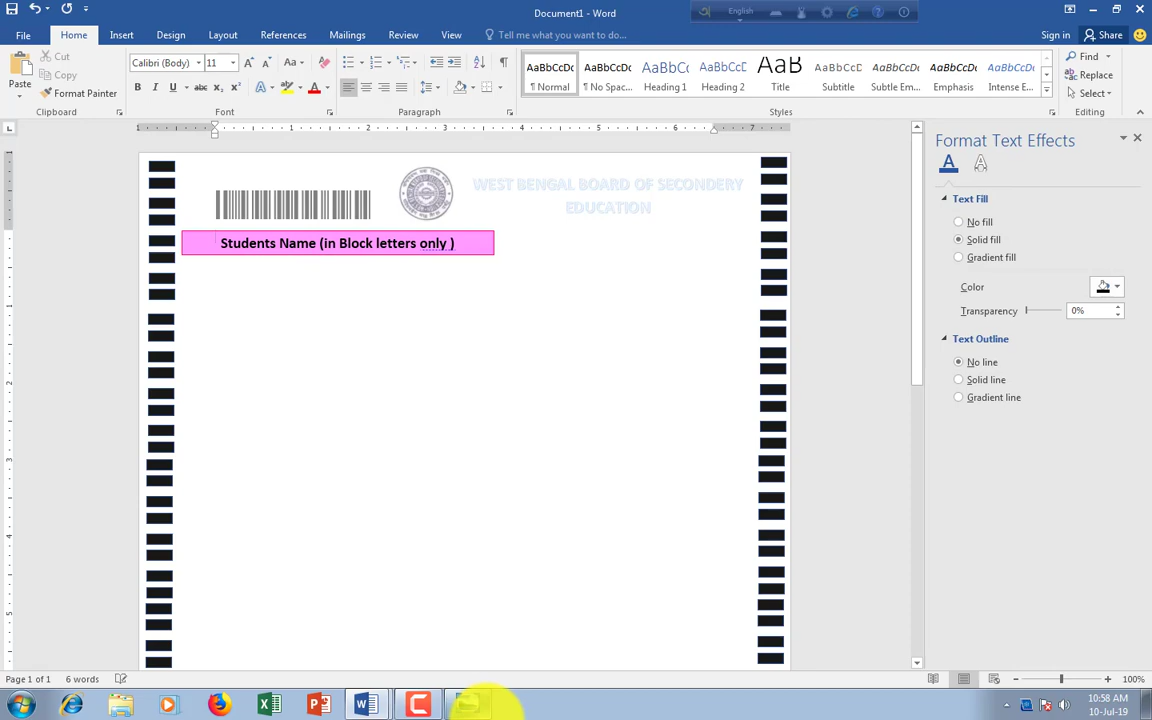 Document1 - Word
English
File
Home
Insert
Design
Layout
References
Mailings
Review
View
Tell me what you want to do...
Sign in
Share
Paste
Cut
Copy
Format Painter
Clipboard
Calibri (Body)
11
Font
Paragraph
AaBbCcDc
¶ Normal
AaBbCcDc
¶ No Spac...
AaBbCc
Heading 1
AaBbCcC
Heading 2
AaB
Title
AaBbCcD
Subtitle
AaBbCcDc
Subtle Em...
AaBbCcDc
Emphasis
AaBbCcDc
Intense E...
Styles
Find
Replace
Select
Editing
WEST BENGAL BOARD OF SECONDERY
EDUCATION
Students Name (in Block letters only )
Format Text Effects
Text Fill
No fill
Solid fill
Gradient fill
Color
Transparency
0%
Text Outline
No line
Solid line
Gradient line
Page 1 of 1
6 words
100%
10:58 AM
10-Jul-19